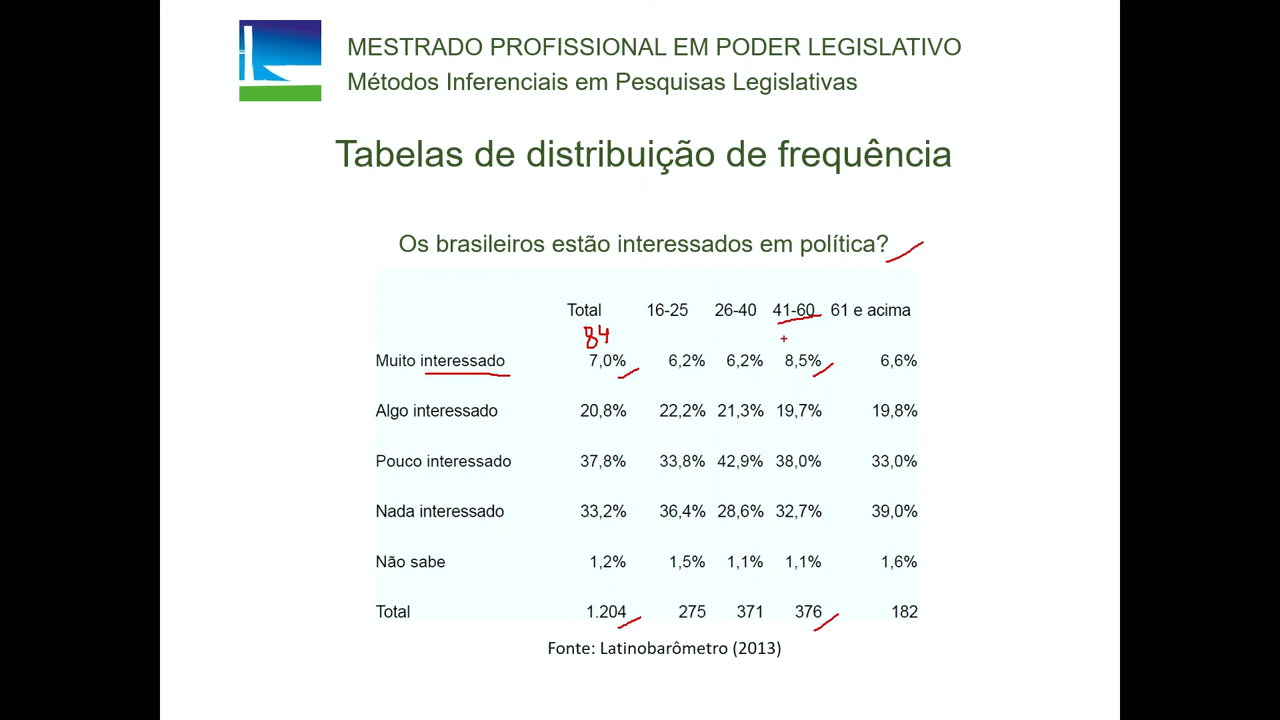 MESTRADO PROFISSIONAL EM PODER LEGISLATIVO
Métodos Inferenciais em Pesquisas Legislativas
Tabelas de distribuição de frequência
Os brasileiros estão interessados em política?
Total 16-25 26-40 41-60 61 e acima
84
Muito interessado 7,0% 6,2% 6,2% 8,5% 6,6%
Algo interessado 20,8% 22,2% 21,3% 19,7% 19,8%
Pouco interessado 37,8% 33,8% 42,9% 38,0% 33,0%
Nada interessado 33,2% 36,4% 28,6% 32,7% 39,0%
Não sabe 1,2% 1,5% 1,1% 1,1% 1,6%
Total 1.204 275 371 376 182
Fonte: Latinobarômetro (2013)